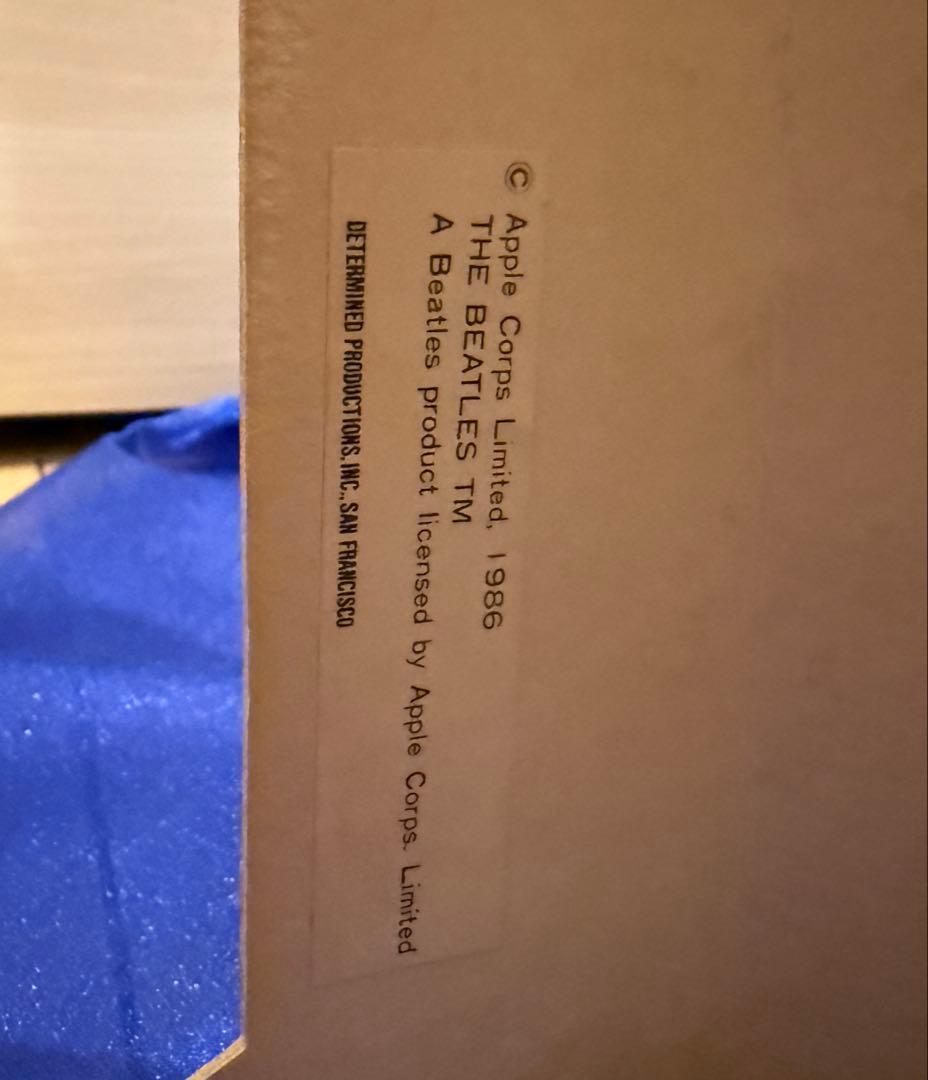 © Apple Corps Limited, 1986
THE BEATLES TM
A Beatles product licensed by Apple Corps. Limited
DETERMINED PRODUCTIONS, INC., SAN FRANCISCO